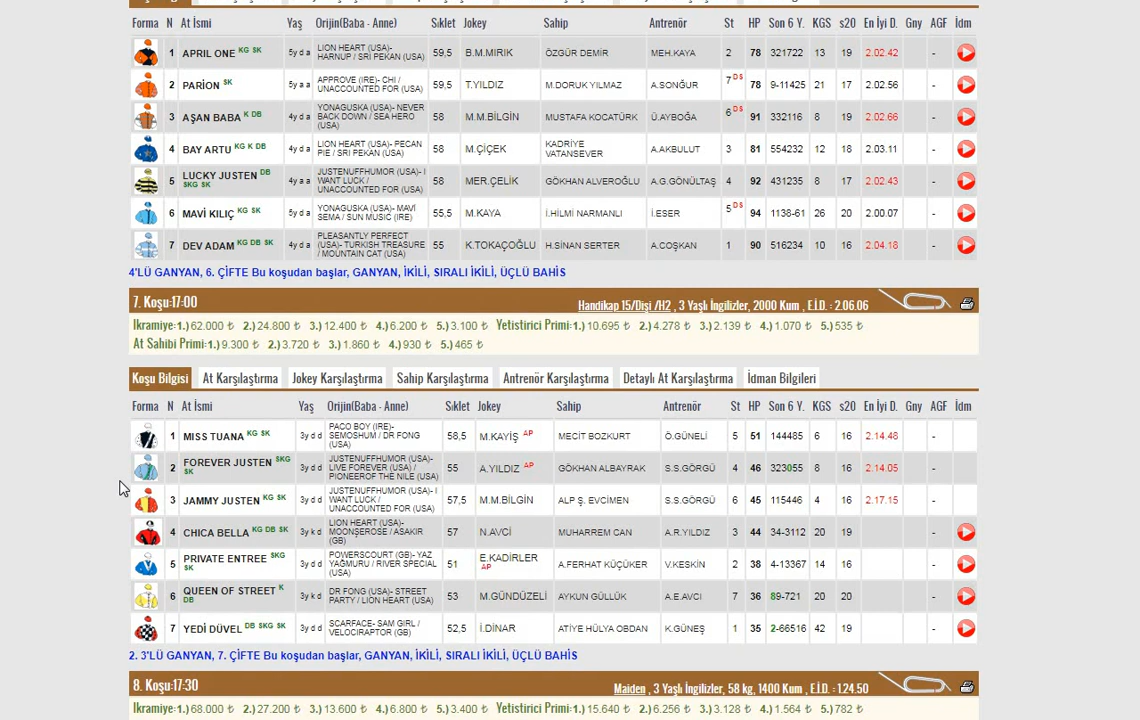 Forma N At İsmi Yaş Orijin(Baba - Anne) Sıklet Jokey Sahip Antrenör St HP Son 6 Y. KGS s20 En İyi D. Gny AGF İdm
1 APRIL ONE KG SK 5y d a LION HEART (USA)- HARNUP / SRI PEKAN (USA) 59,5 B.M.MIRIK ÖZGÜR DEMİR MEH.KAYA 2 78 321722 13 19 2.02.42 -
2 PARİON SK 5y a a APPROVE (IRE)- CHI / UNACCOUNTED FOR (USA) 59,5 T.YILDIZ M.DORUK YILMAZ A.SONĞUR 7 DS 78 9-11425 21 17 2.02.56 -
3 AŞAN BABA K DB 4y d a YONAGUSKA (USA)- NEVER BACK DOWN / SEA HERO (USA) 58 M.M.BİLGİN MUSTAFA KOCATÜRK Ü.AYBOĞA 6 DS 91 332116 8 19 2.02.66 -
4 BAY ARTU KG K DB 4y d a LION HEART (USA)- PECAN PIE / SRI PEKAN (USA) 58 M.ÇİÇEK KADRİYE VATANSEVER A.AKBULUT 3 81 554232 12 18 2.03.11 -
5 LUCKY JUSTEN DB SKG SK 4y a a JUSTENUFFHUMOR (USA)- I WANT LUCK / UNACCOUNTED FOR (USA) 58 MER.ÇELİK GÖKHAN ALVEROĞLU A.G.GÖNÜLTAŞ 4 92 431235 8 17 2.02.43 -
6 MAVİ KILIÇ KG SK 5y d a YONAGUSKA (USA)- MAVİ SEMA / SUN MUSIC (IRE) 55,5 M.KAYA İ.HİLMİ NARMANLI İ.ESER 5 DS 94 1138-61 26 20 2.00.07 -
7 DEV ADAM KG DB SK 4y d a PLEASANTLY PERFECT (USA)- TURKISH TREASURE / MOUNTAIN CAT (USA) 55 K.TOKAÇOĞLU H.SİNAN SERTER A.COŞKAN 1 90 516234 10 16 2.04.18 -
4'LÜ GANYAN, 6. ÇİFTE Bu koşudan başlar, GANYAN, İKİLİ, SIRALI İKİLİ, ÜÇLÜ BAHİS
7. Koşu:17:00 Handikap 15/Dişi /H2 , 3 Yaşlı İngilizler, 2000 Kum , E.İ.D. : 2.06.06
Ikramiye:1.) 62.000 ₺ 2.) 24.800 ₺ 3.) 12.400 ₺ 4.) 6.200 ₺ 5.) 3.100 ₺ Yetistirici Primi:1.) 10.695 ₺ 2.) 4.278 ₺ 3.) 2.139 ₺ 4.) 1.070 ₺ 5.) 535 ₺
At Sahibi Primi:1.) 9.300 ₺ 2.) 3.720 ₺ 3.) 1.860 ₺ 4.) 930 ₺ 5.) 465 ₺
Koşu Bilgisi At Karşılaştırma Jokey Karşılaştırma Sahip Karşılaştırma Antrenör Karşılaştırma Detaylı At Karşılaştırma İdman Bilgileri
Forma N At İsmi Yaş Orijin(Baba - Anne) Sıklet Jokey Sahip Antrenör St HP Son 6 Y. KGS s20 En İyi D. Gny AGF İdm
1 MISS TUANA KG SK 3y d d PACO BOY (IRE)- SEMOSHUM / DR FONG (USA) 58,5 M.KAYİŞ AP MECİT BOZKURT Ö.GÜNELİ 5 51 144485 6 16 2.14.48 -
2 FOREVER JUSTEN SKG SK 3y d d JUSTENUFFHUMOR (USA)- LIVE FOREVER (USA) / PIONEEROF THE NILE (USA) 55 A.YILDIZ AP GÖKHAN ALBAYRAK S.S.GÖRGÜ 4 46 323055 8 16 2.14.05 -
3 JAMMY JUSTEN KG SK 3y d d JUSTENUFFHUMOR (USA)- I WANT LUCK / UNACCOUNTED FOR (USA) 57,5 M.M.BİLGİN ALP Ş. EVCİMEN S.S.GÖRGÜ 6 45 115446 4 16 2.17.15 -
4 CHICA BELLA KG DB SK 3y k d LION HEART (USA)- MOONŞEROSE / ASAKIR (GB) 57 N.AVCİ MUHARREM CAN A.R.YILDIZ 3 44 34-3112 20 19 -
5 PRIVATE ENTREE SKG SK 3y d d POWERSCOURT (GB)- YAZ YAĞMURU / RIVER SPECIAL (USA) 51 E.KADİRLER AP A.FERHAT KÜÇÜKER V.KESKİN 2 38 4-13367 14 16 -
6 QUEEN OF STREET K DB 3y k d DR FONG (USA)- STREET PARTY / LION HEART (USA) 53 M.GÜNDÜZELİ AYKUN GÜLLÜK A.E.AVCI 7 36 89-721 20 20 -
7 YEDİ DÜVEL DB SKG SK 3y d d SCARFACE- SAM GIRL / VELOCIRAPTOR (GB) 52,5 İ.DİNAR ATİYE HÜLYA OBDAN K.GÜNEŞ 1 35 2-66516 42 19 -
2. 3'LÜ GANYAN, 7. ÇİFTE Bu koşudan başlar, GANYAN, İKİLİ, SIRALI İKİLİ, ÜÇLÜ BAHİS
8. Koşu:17:30 Maiden , 3 Yaşlı İngilizler, 58 kg, 1400 Kum , E.İ.D. : 1.24.50
Ikramiye:1.) 68.000 ₺ 2.) 27.200 ₺ 3.) 13.600 ₺ 4.) 6.800 ₺ 5.) 3.400 ₺ Yetistirici Primi:1.) 15.640 ₺ 2.) 6.256 ₺ 3.) 3.128 ₺ 4.) 1.564 ₺ 5.) 782 ₺